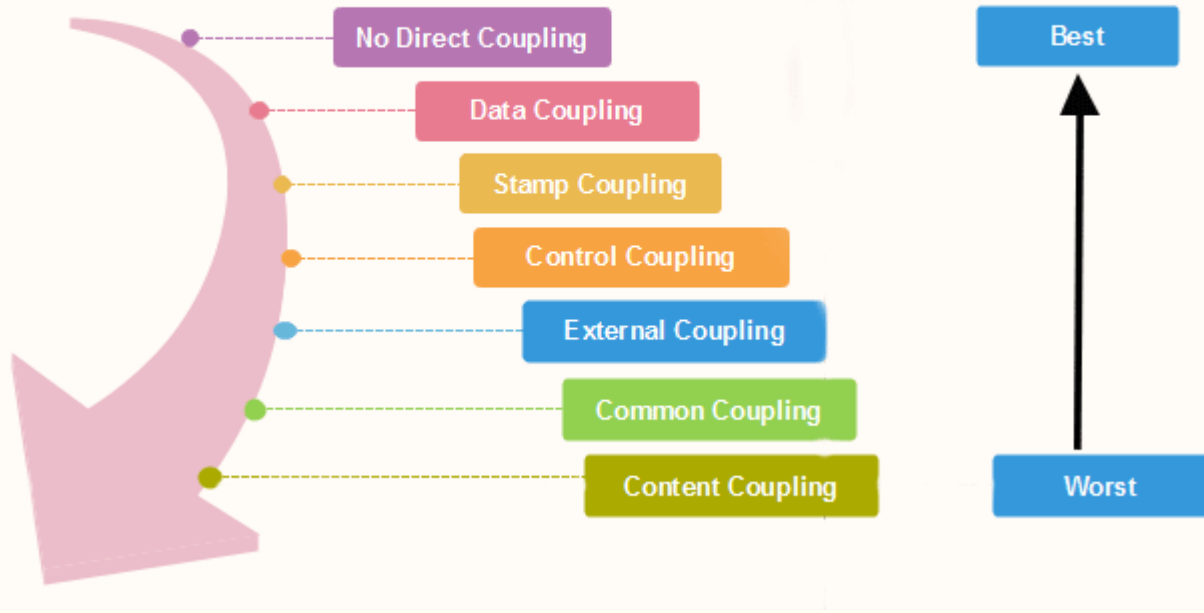 No Direct Coupling
Best
Data Coupling
Stamp Coupling
Control Coupling
External Coupling
Common Coupling
Content Coupling
Worst